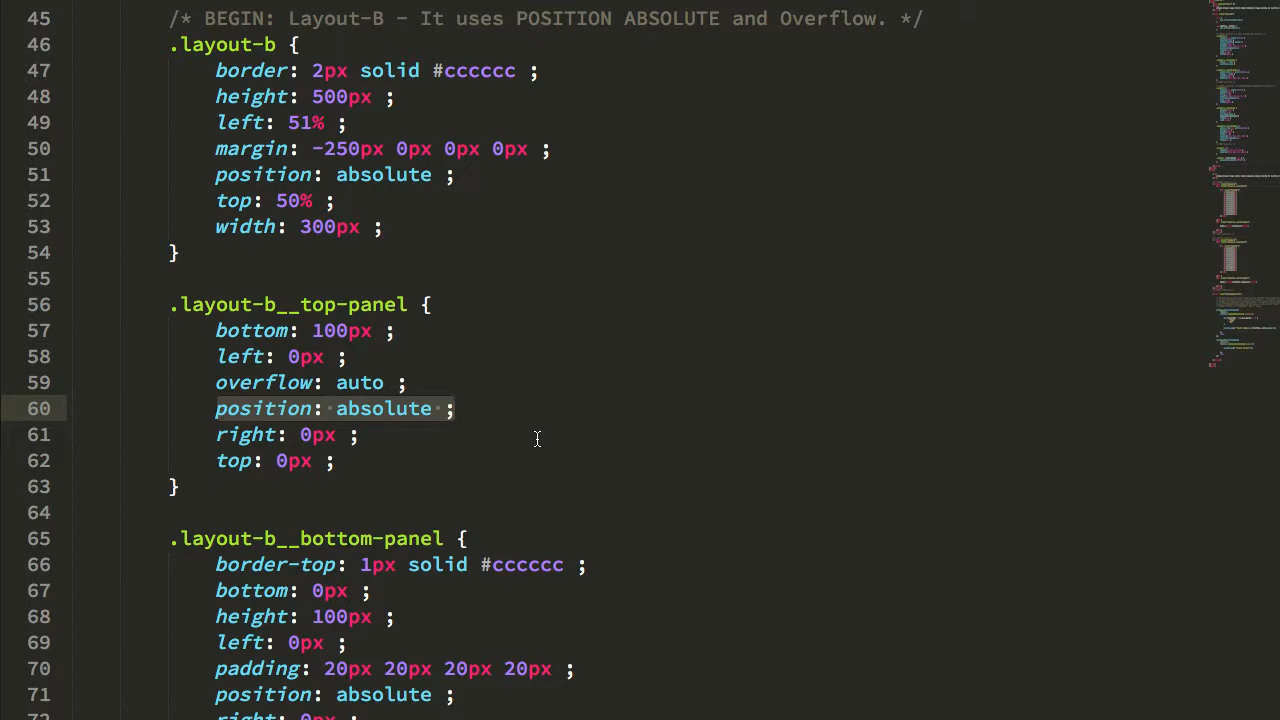 45 /* BEGIN: Layout-B - It uses POSITION ABSOLUTE and Overflow. */
46 .layout-b {
47 border: 2px solid #cccccc ;
48 height: 500px ;
49 left: 51% ;
50 margin: -250px 0px 0px 0px ;
51 position: absolute ;
52 top: 50% ;
53 width: 300px ;
54 }
55
56 .layout-b__top-panel {
57 bottom: 100px ;
58 left: 0px ;
59 overflow: auto ;
60 position: absolute ;
61 right: 0px ;
62 top: 0px ;
63 }
64
65 .layout-b__bottom-panel {
66 border-top: 1px solid #cccccc ;
67 bottom: 0px ;
68 height: 100px ;
69 left: 0px ;
70 padding: 20px 20px 20px 20px ;
71 position: absolute ;
72 right: 0px ;